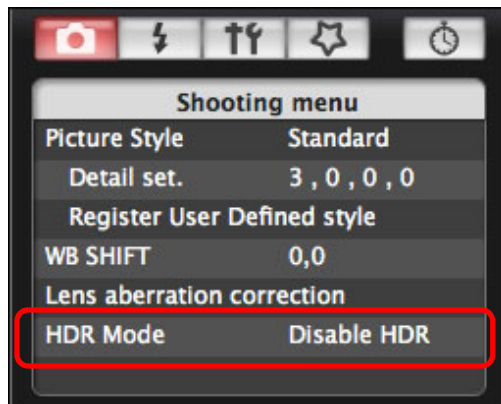 Shooting menu
Picture Style Standard
Detail set. 3 , 0 , 0 , 0
Register User Defined style
WB SHIFT 0,0
Lens aberration correction
HDR Mode Disable HDR